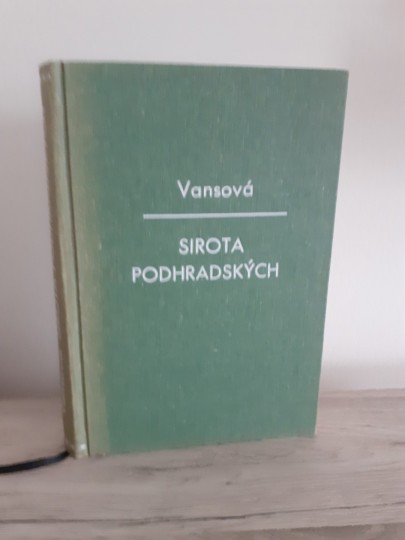 Vansová
SIROTA
PODHRADSKÝCH